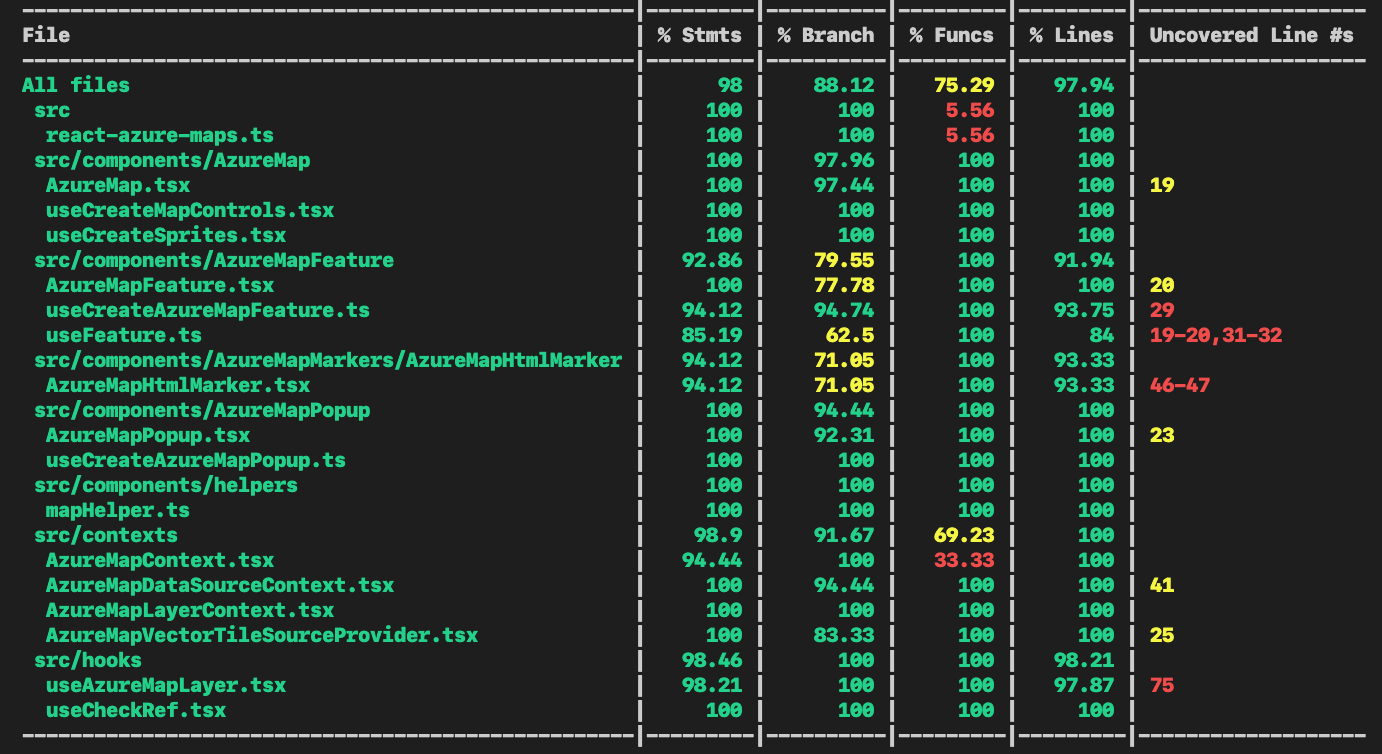 File | % Stmts | % Branch | % Funcs | % Lines | Uncovered Line #s
All files | 98 | 88.12 | 75.29 | 97.94 |
src | 100 | 100 | 5.56 | 100 |
react-azure-maps.ts | 100 | 100 | 5.56 | 100 |
src/components/AzureMap | 100 | 97.96 | 100 | 100 |
AzureMap.tsx | 100 | 97.44 | 100 | 100 | 19
useCreateMapControls.tsx | 100 | 100 | 100 | 100 |
useCreateSprites.tsx | 100 | 100 | 100 | 100 |
src/components/AzureMapFeature | 92.86 | 79.55 | 100 | 91.94 |
AzureMapFeature.tsx | 100 | 77.78 | 100 | 100 | 20
useCreateAzureMapFeature.ts | 94.12 | 94.74 | 100 | 93.75 | 29
useFeature.ts | 85.19 | 62.5 | 100 | 84 | 19-20,31-32
src/components/AzureMapMarkers/AzureMapHtmlMarker | 94.12 | 71.05 | 100 | 93.33 |
AzureMapHtmlMarker.tsx | 94.12 | 71.05 | 100 | 93.33 | 46-47
src/components/AzureMapPopup | 100 | 94.44 | 100 | 100 |
AzureMapPopup.tsx | 100 | 92.31 | 100 | 100 | 23
useCreateAzureMapPopup.ts | 100 | 100 | 100 | 100 |
src/components/helpers | 100 | 100 | 100 | 100 |
mapHelper.ts | 100 | 100 | 100 | 100 |
src/contexts | 98.9 | 91.67 | 69.23 | 100 |
AzureMapContext.tsx | 94.44 | 100 | 33.33 | 100 |
AzureMapDataSourceContext.tsx | 100 | 94.44 | 100 | 100 | 41
AzureMapLayerContext.tsx | 100 | 100 | 100 | 100 |
AzureMapVectorTileSourceProvider.tsx | 100 | 83.33 | 100 | 100 | 25
src/hooks | 98.46 | 100 | 100 | 98.21 |
useAzureMapLayer.tsx | 98.21 | 100 | 100 | 97.87 | 75
useCheckRef.tsx | 100 | 100 | 100 | 100 |